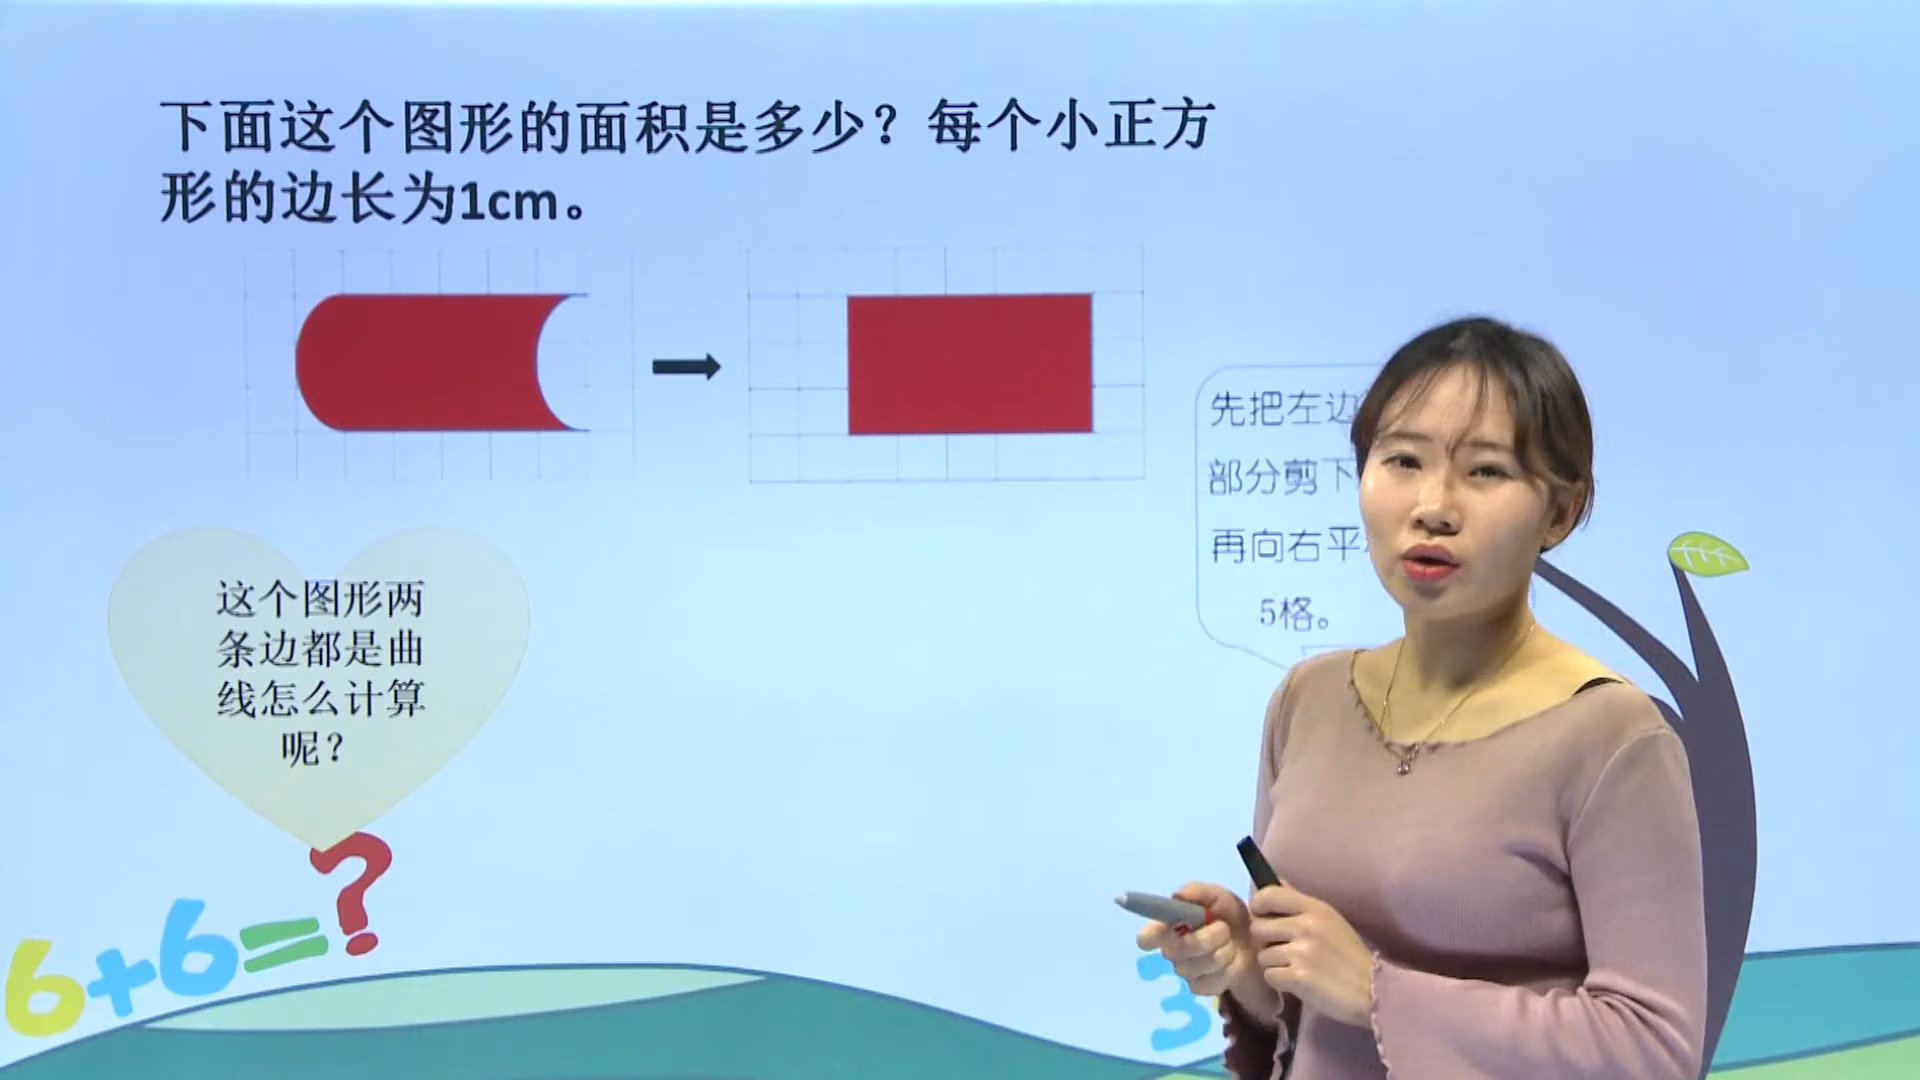 下面这个图形的面积是多少？每个小正方
形的边长为1cm。
先把左边
部分剪下
再向右平
5格。
这个图形两
条边都是曲
线怎么计算
呢？
6+6=?
3